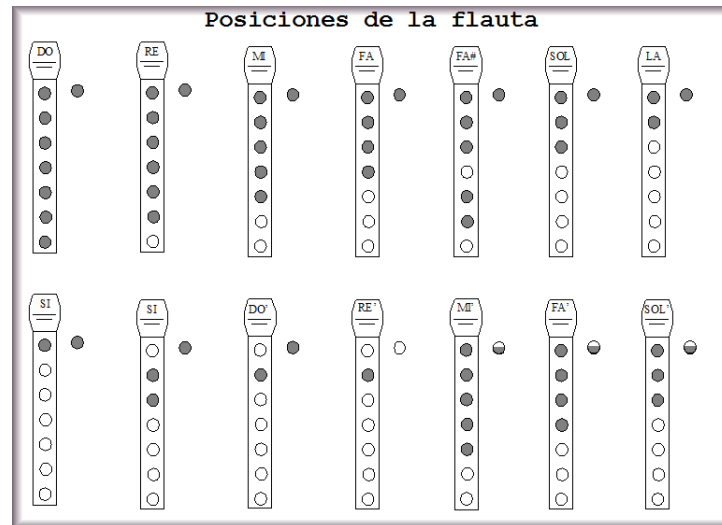 Posiciones de la flauta
DO RE MI FA FA# SOL LA
SI SI DO' RE' MI' FA' SOL'